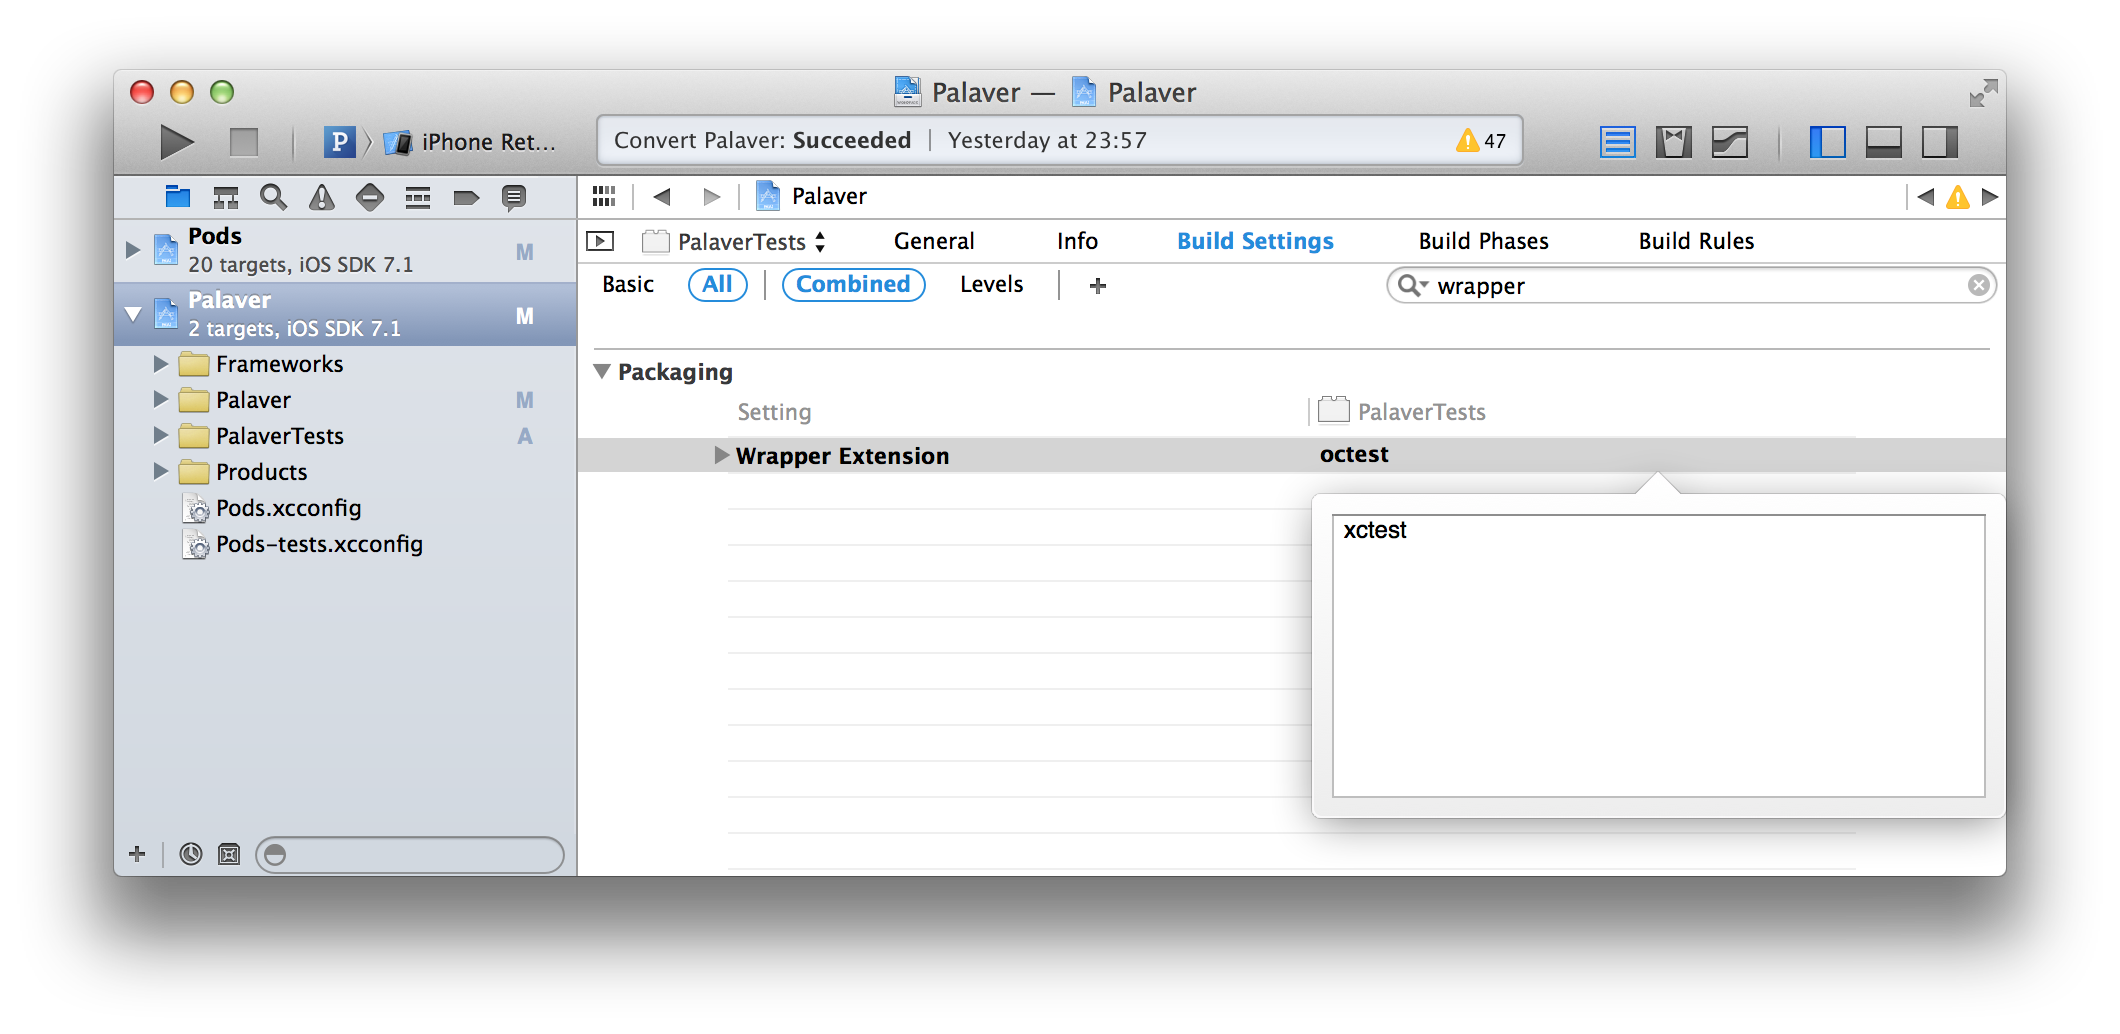 Palaver — Palaver
P iPhone Ret...
Convert Palaver: Succeeded | Yesterday at 23:57
47
Palaver
Pods
20 targets, iOS SDK 7.1
M
Palaver
2 targets, iOS SDK 7.1
M
Frameworks
Palaver M
PalaverTests A
Products
Pods.xcconfig
Pods-tests.xcconfig
PalaverTests General Info Build Settings Build Phases Build Rules
Basic All Combined Levels + wrapper
Packaging
Setting PalaverTests
Wrapper Extension octest
xctest